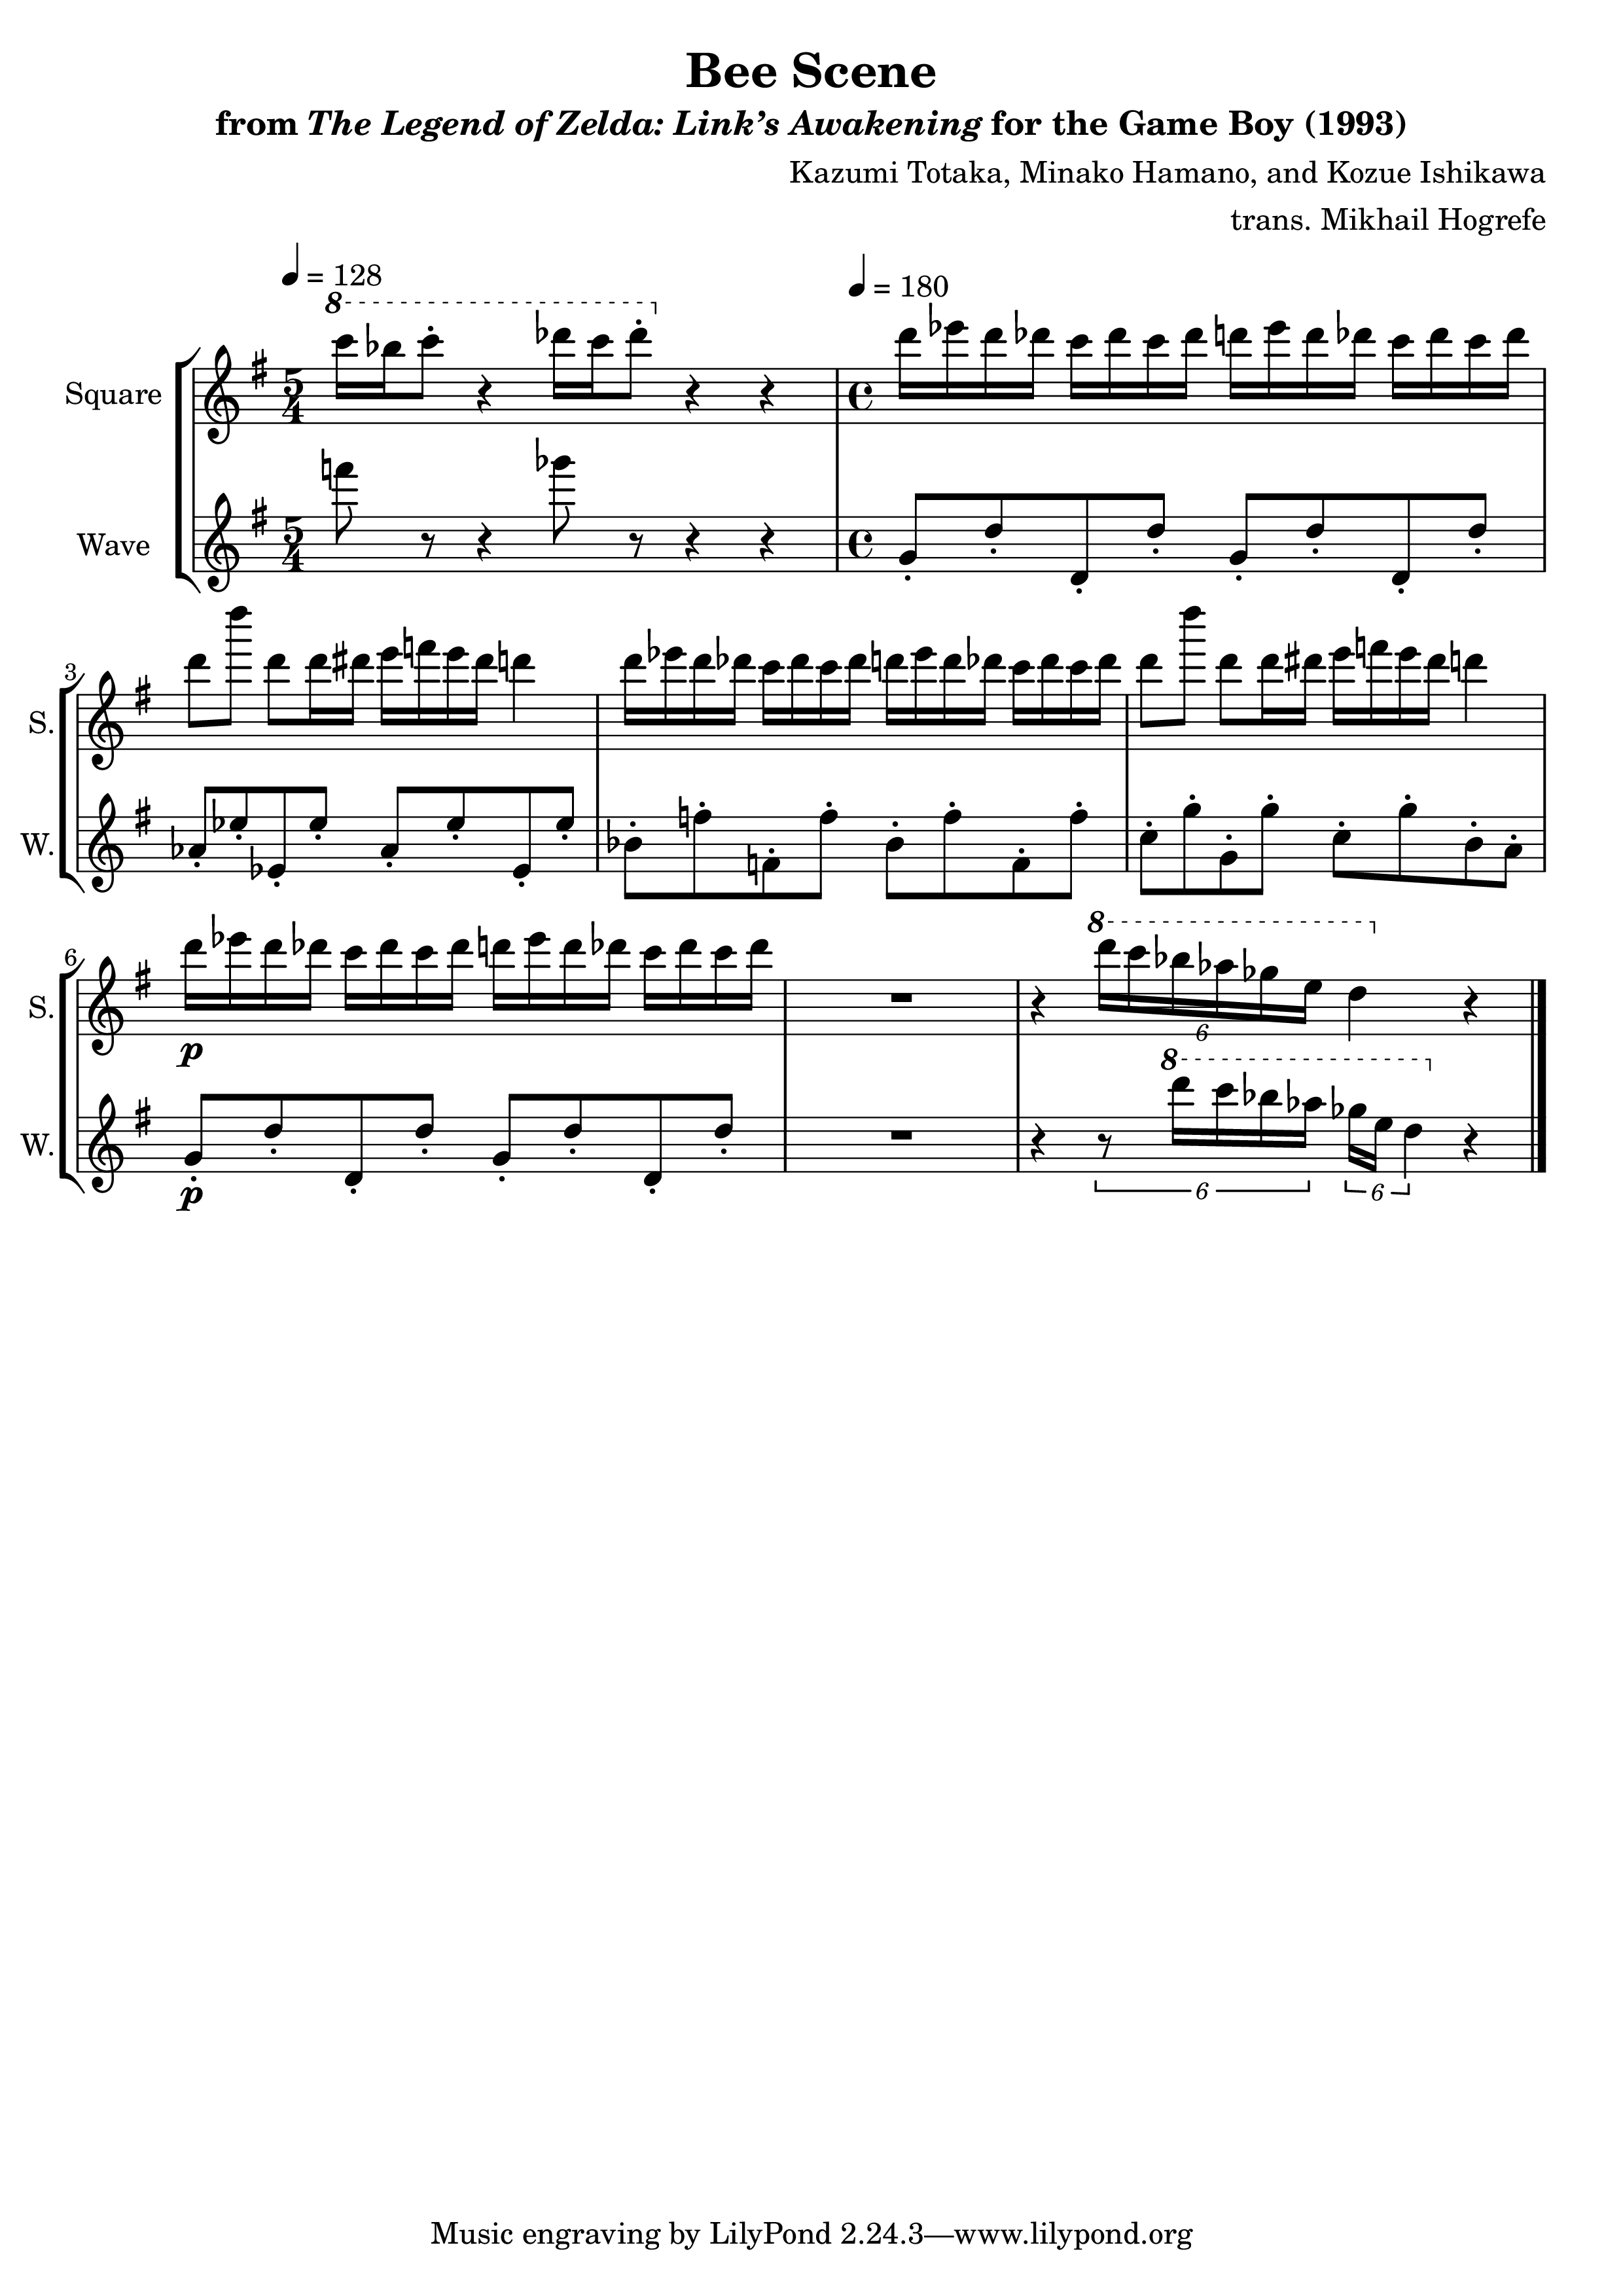 Bee Scene
from The Legend of Zelda: Link’s Awakening for the Game Boy (1993)
Kazumi Totaka, Minako Hamano, and Kozue Ishikawa
trans. Mikhail Hogrefe
= 128
= 180
8
Square
5
4
Wave
5
4
3
S.
W.
6
8
S.
p
6
8
W.
p
6
6
Music engraving by LilyPond 2.24.3—www.lilypond.org